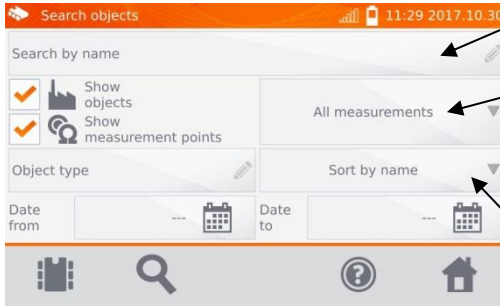 Search objects
11:29 2017.10.30
Search by name
Show
objects
All measurements
Show
measurement points
Object type
Sort by name
Date
from
---
Date
to
---